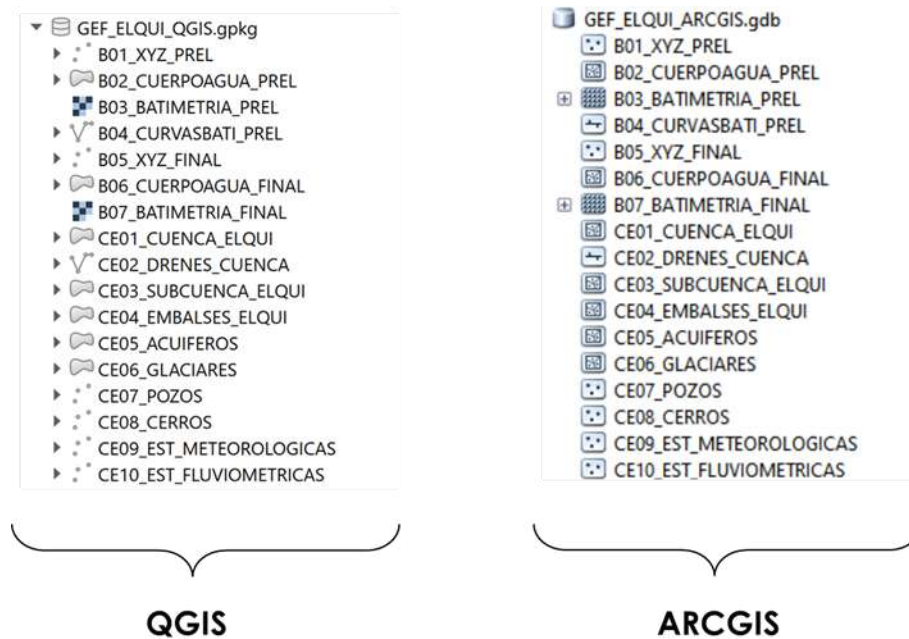 GEF_ELQUI_QGIS.gpkg
B01_XYZ_PREL
B02_CUERPOAGUA_PREL
B03_BATIMETRIA_PREL
B04_CURVASBATI_PREL
B05_XYZ_FINAL
B06_CUERPOAGUA_FINAL
B07_BATIMETRIA_FINAL
CE01_CUENCA_ELQUI
CE02_DRENES_CUENCA
CE03_SUBCUENCA_ELQUI
CE04_EMBALSES_ELQUI
CE05_ACUIFEROS
CE06_GLACIARES
CE07_POZOS
CE08_CERROS
CE09_EST_METEOROLOGICAS
CE10_EST_FLUVIOMETRICAS
QGIS
GEF_ELQUI_ARCGIS.gdb
B01_XYZ_PREL
B02_CUERPOAGUA_PREL
B03_BATIMETRIA_PREL
B04_CURVASBATI_PREL
B05_XYZ_FINAL
B06_CUERPOAGUA_FINAL
B07_BATIMETRIA_FINAL
CE01_CUENCA_ELQUI
CE02_DRENES_CUENCA
CE03_SUBCUENCA_ELQUI
CE04_EMBALSES_ELQUI
CE05_ACUIFEROS
CE06_GLACIARES
CE07_POZOS
CE08_CERROS
CE09_EST_METEOROLOGICAS
CE10_EST_FLUVIOMETRICAS
ARCGIS